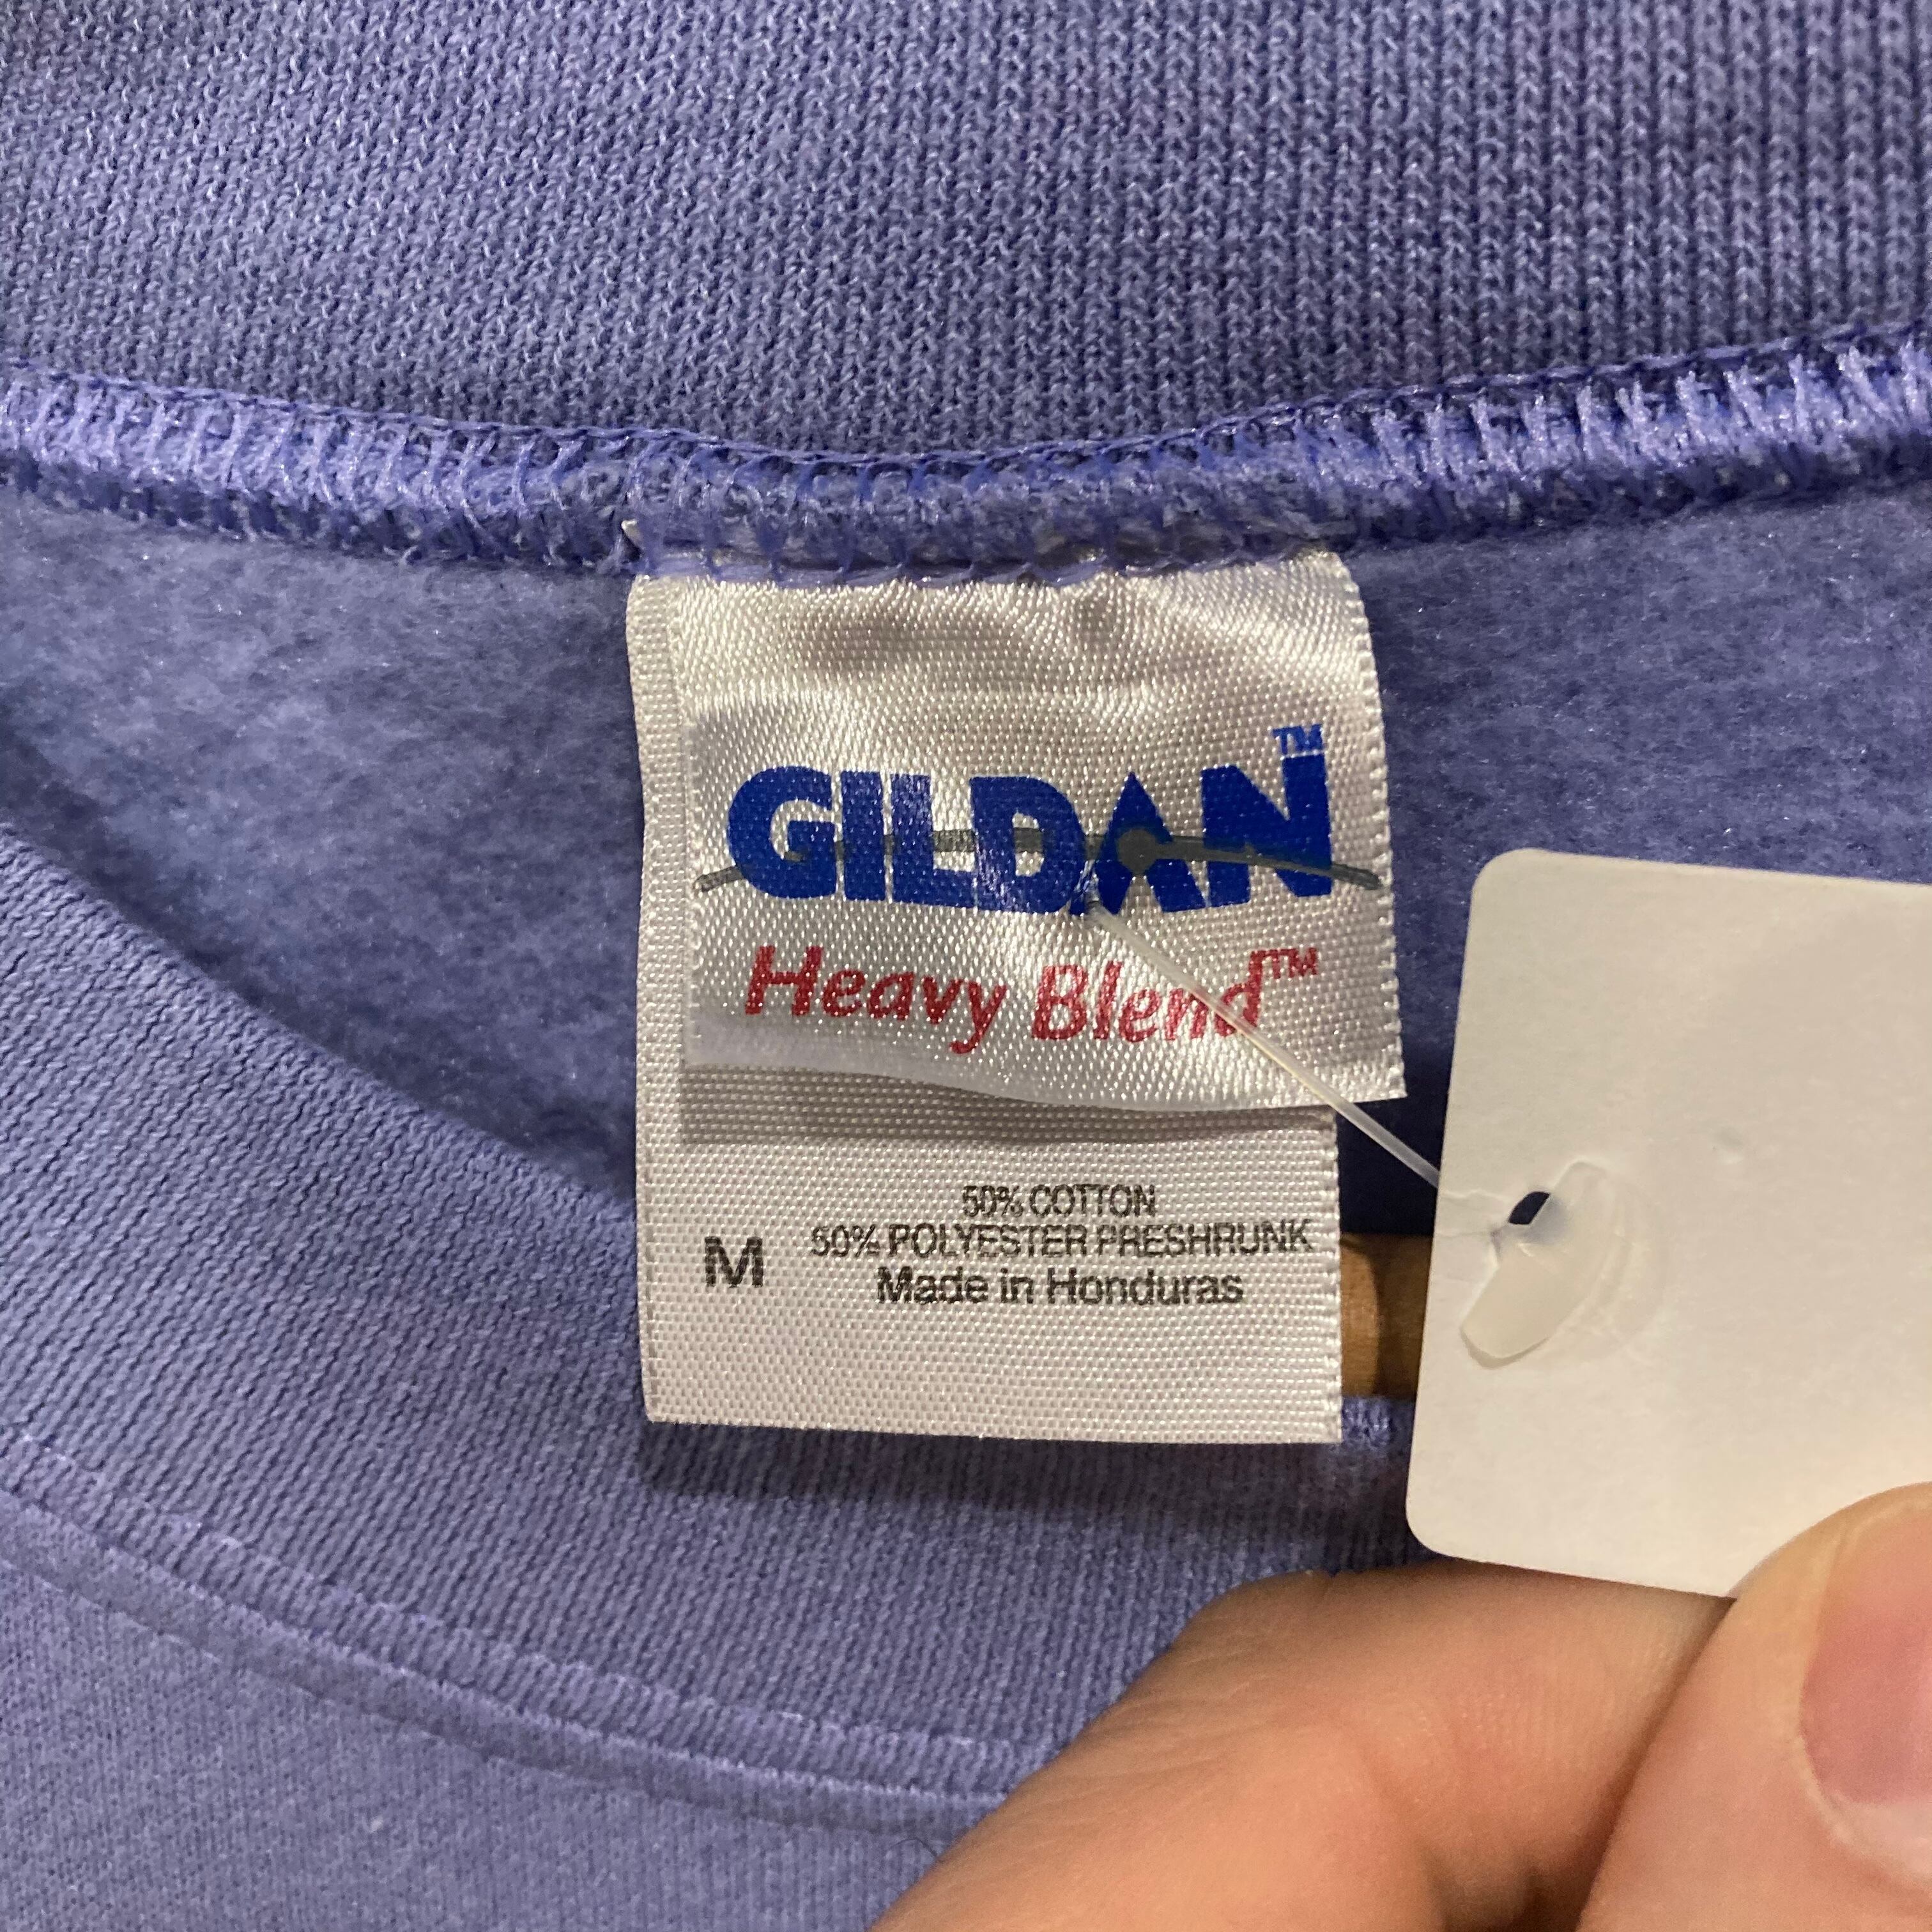 GILDAN™
Heavy Blend™
50% COTTON
50% POLYESTER PRESHRUNK
M
Made in Honduras